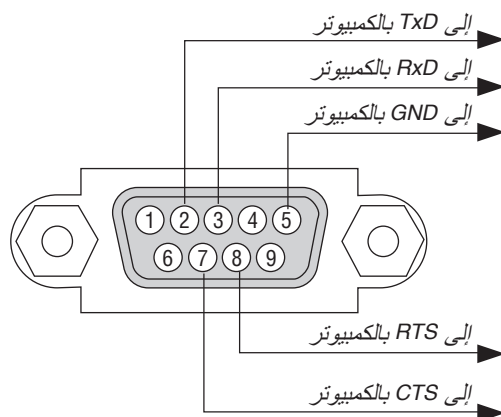 إلى TxD بالكمبيوتر
إلى RxD بالكمبيوتر
إلى GND بالكمبيوتر
1 2 3 4 5
6 7 8 9
إلى RTS بالكمبيوتر
إلى CTS بالكمبيوتر